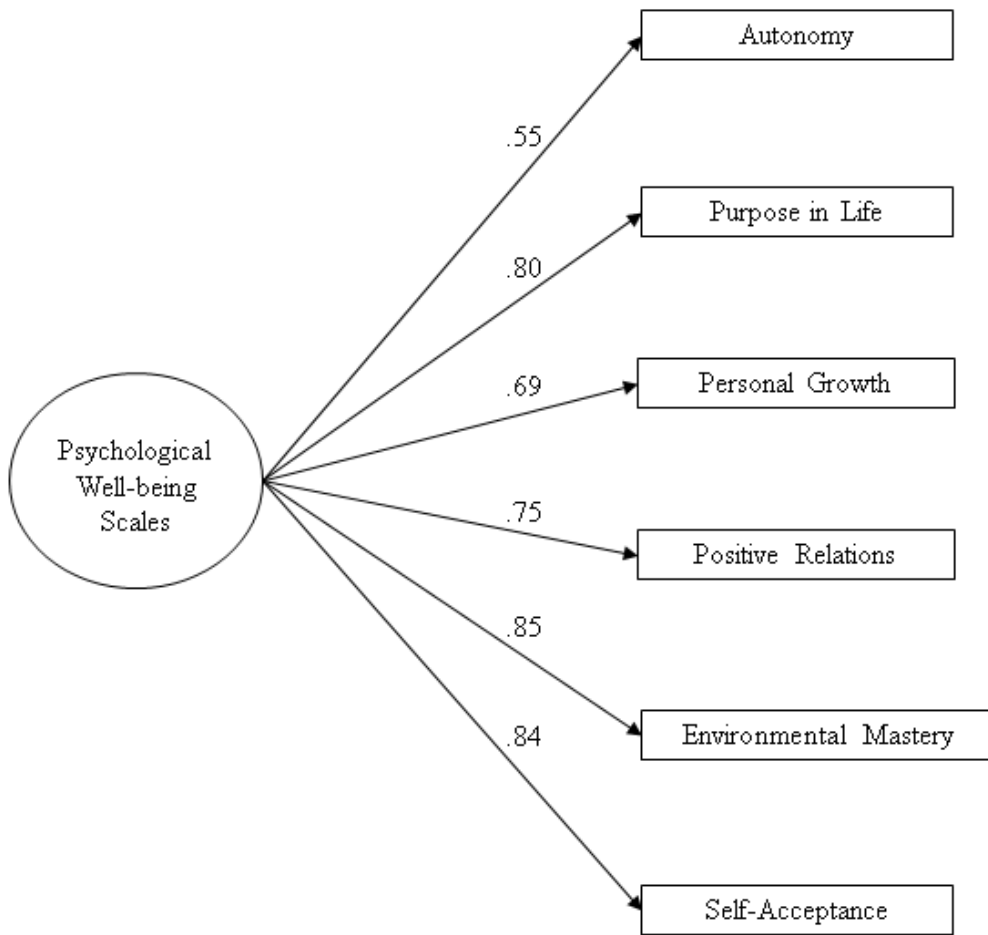 Autonomy
.55
Purpose in Life
.80
Personal Growth
.69
Psychological
Well-being
Scales
.75
Positive Relations
.85
Environmental Mastery
.84
Self-Acceptance